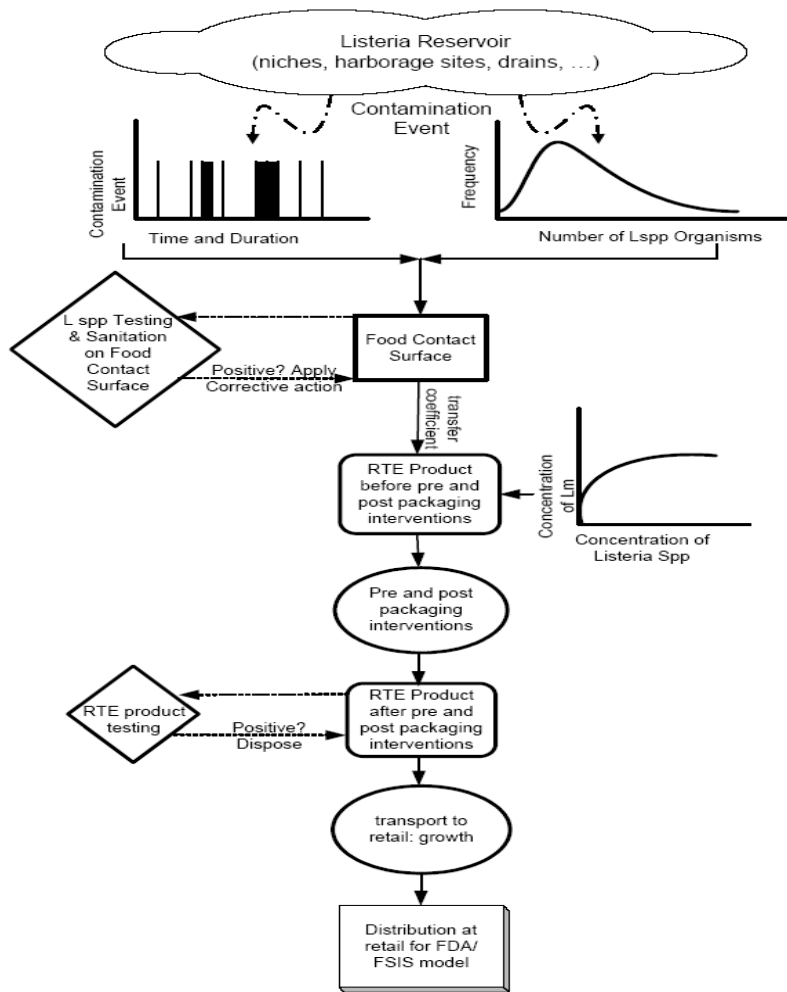 Listeria Reservoir
(niches, harborage sites, drains, ...)
Contamination
Event
Contamination
Event
Time and Duration
Frequency
Number of Lspp Organisms
L spp Testing
& Sanitation
on Food
Contact
Surface
Positive? Apply
Corrective action
Food Contact
Surface
transfer
coefficient
RTE Product
before pre and
post packaging
interventions
Concentration
of Lm
Concentration of
Listeria Spp
Pre and post
packaging
interventions
RTE product
testing
Positive?
Dispose
RTE Product
after pre and
post packaging
interventions
transport to
retail: growth
Distribution at
retail for FDA/
FSIS model